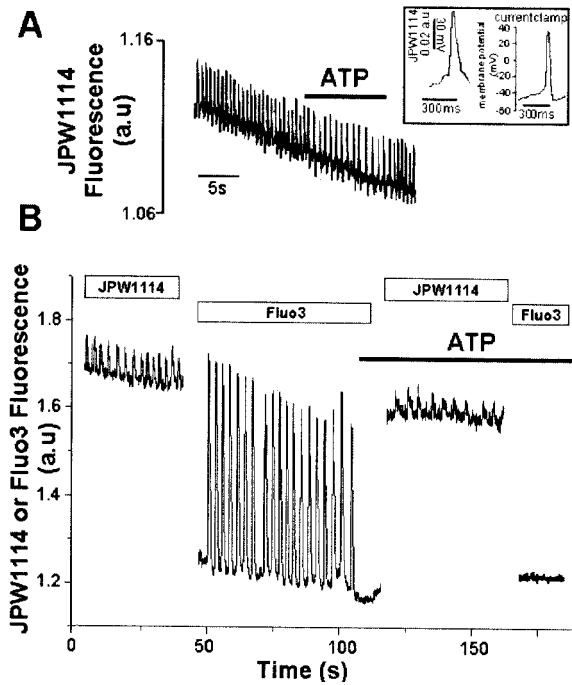 A
JPW1114
Fluorescence
(a.u)
1.16
1.06
ATP
5s
JPW1114
0.02 a.u
30 mV
300ms
currentclamp
membrane potential
(mV)
40
20
0
-20
-40
-60
300ms
B
JPW1114 or Fluo3 Fluorescence
(a.u)
1.8
1.6
1.4
1.2
JPW1114
Fluo3
JPW1114
Fluo3
ATP
0
50
100
150
Time (s)